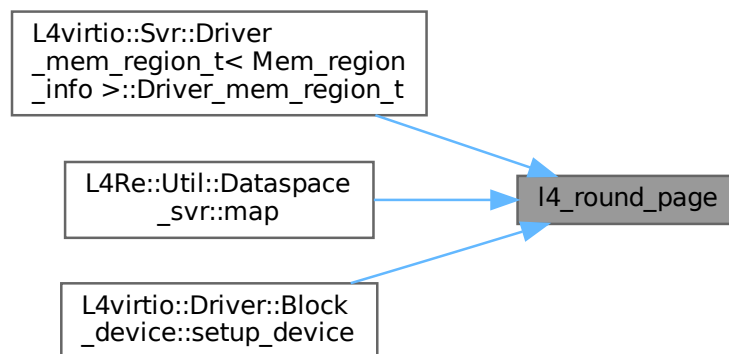 L4virtio::Svr::Driver
_mem_region_t< Mem_region
_info >::Driver_mem_region_t
L4Re::Util::Dataspace
_svr::map
l4_round_page
L4virtio::Driver::Block
_device::setup_device